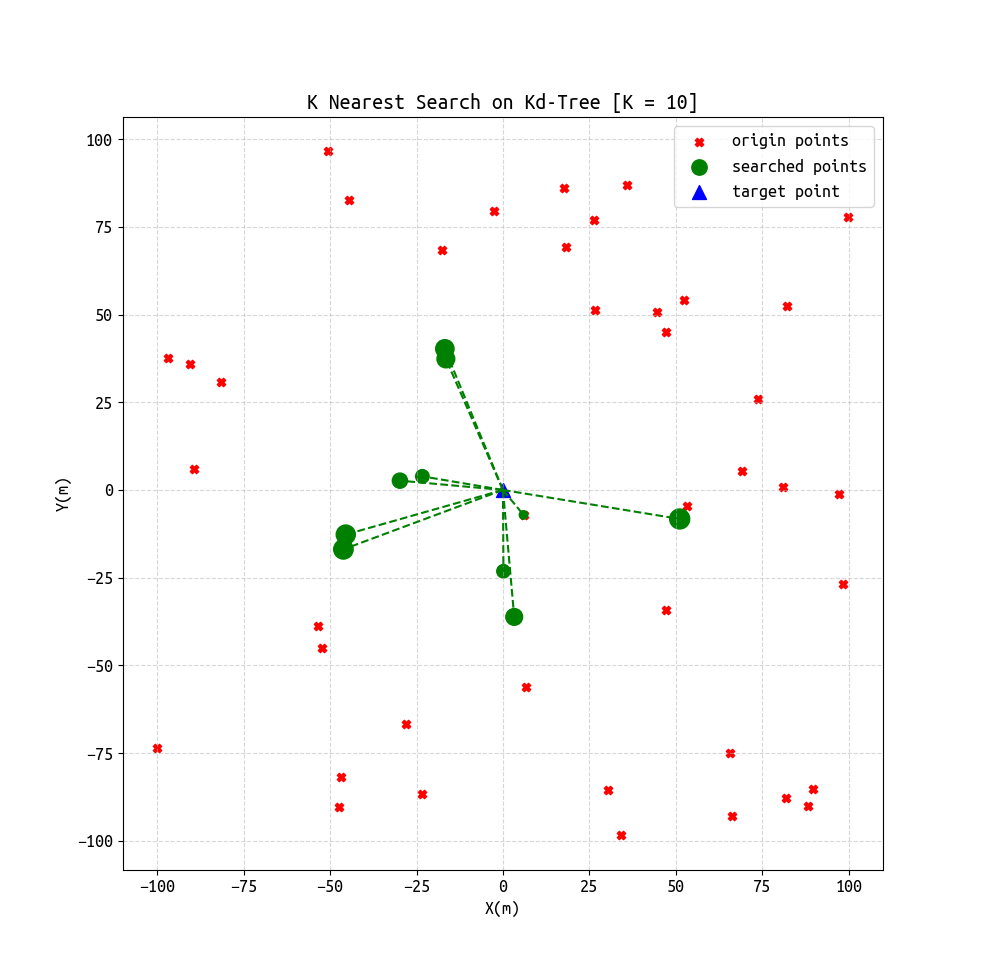 K Nearest Search on Kd-Tree [K = 10]
origin points
searched points
target point
100
75
50
25
0
−25
−50
−75
−100
Y(m)
−100 −75 −50 −25 0 25 50 75 100
X(m)